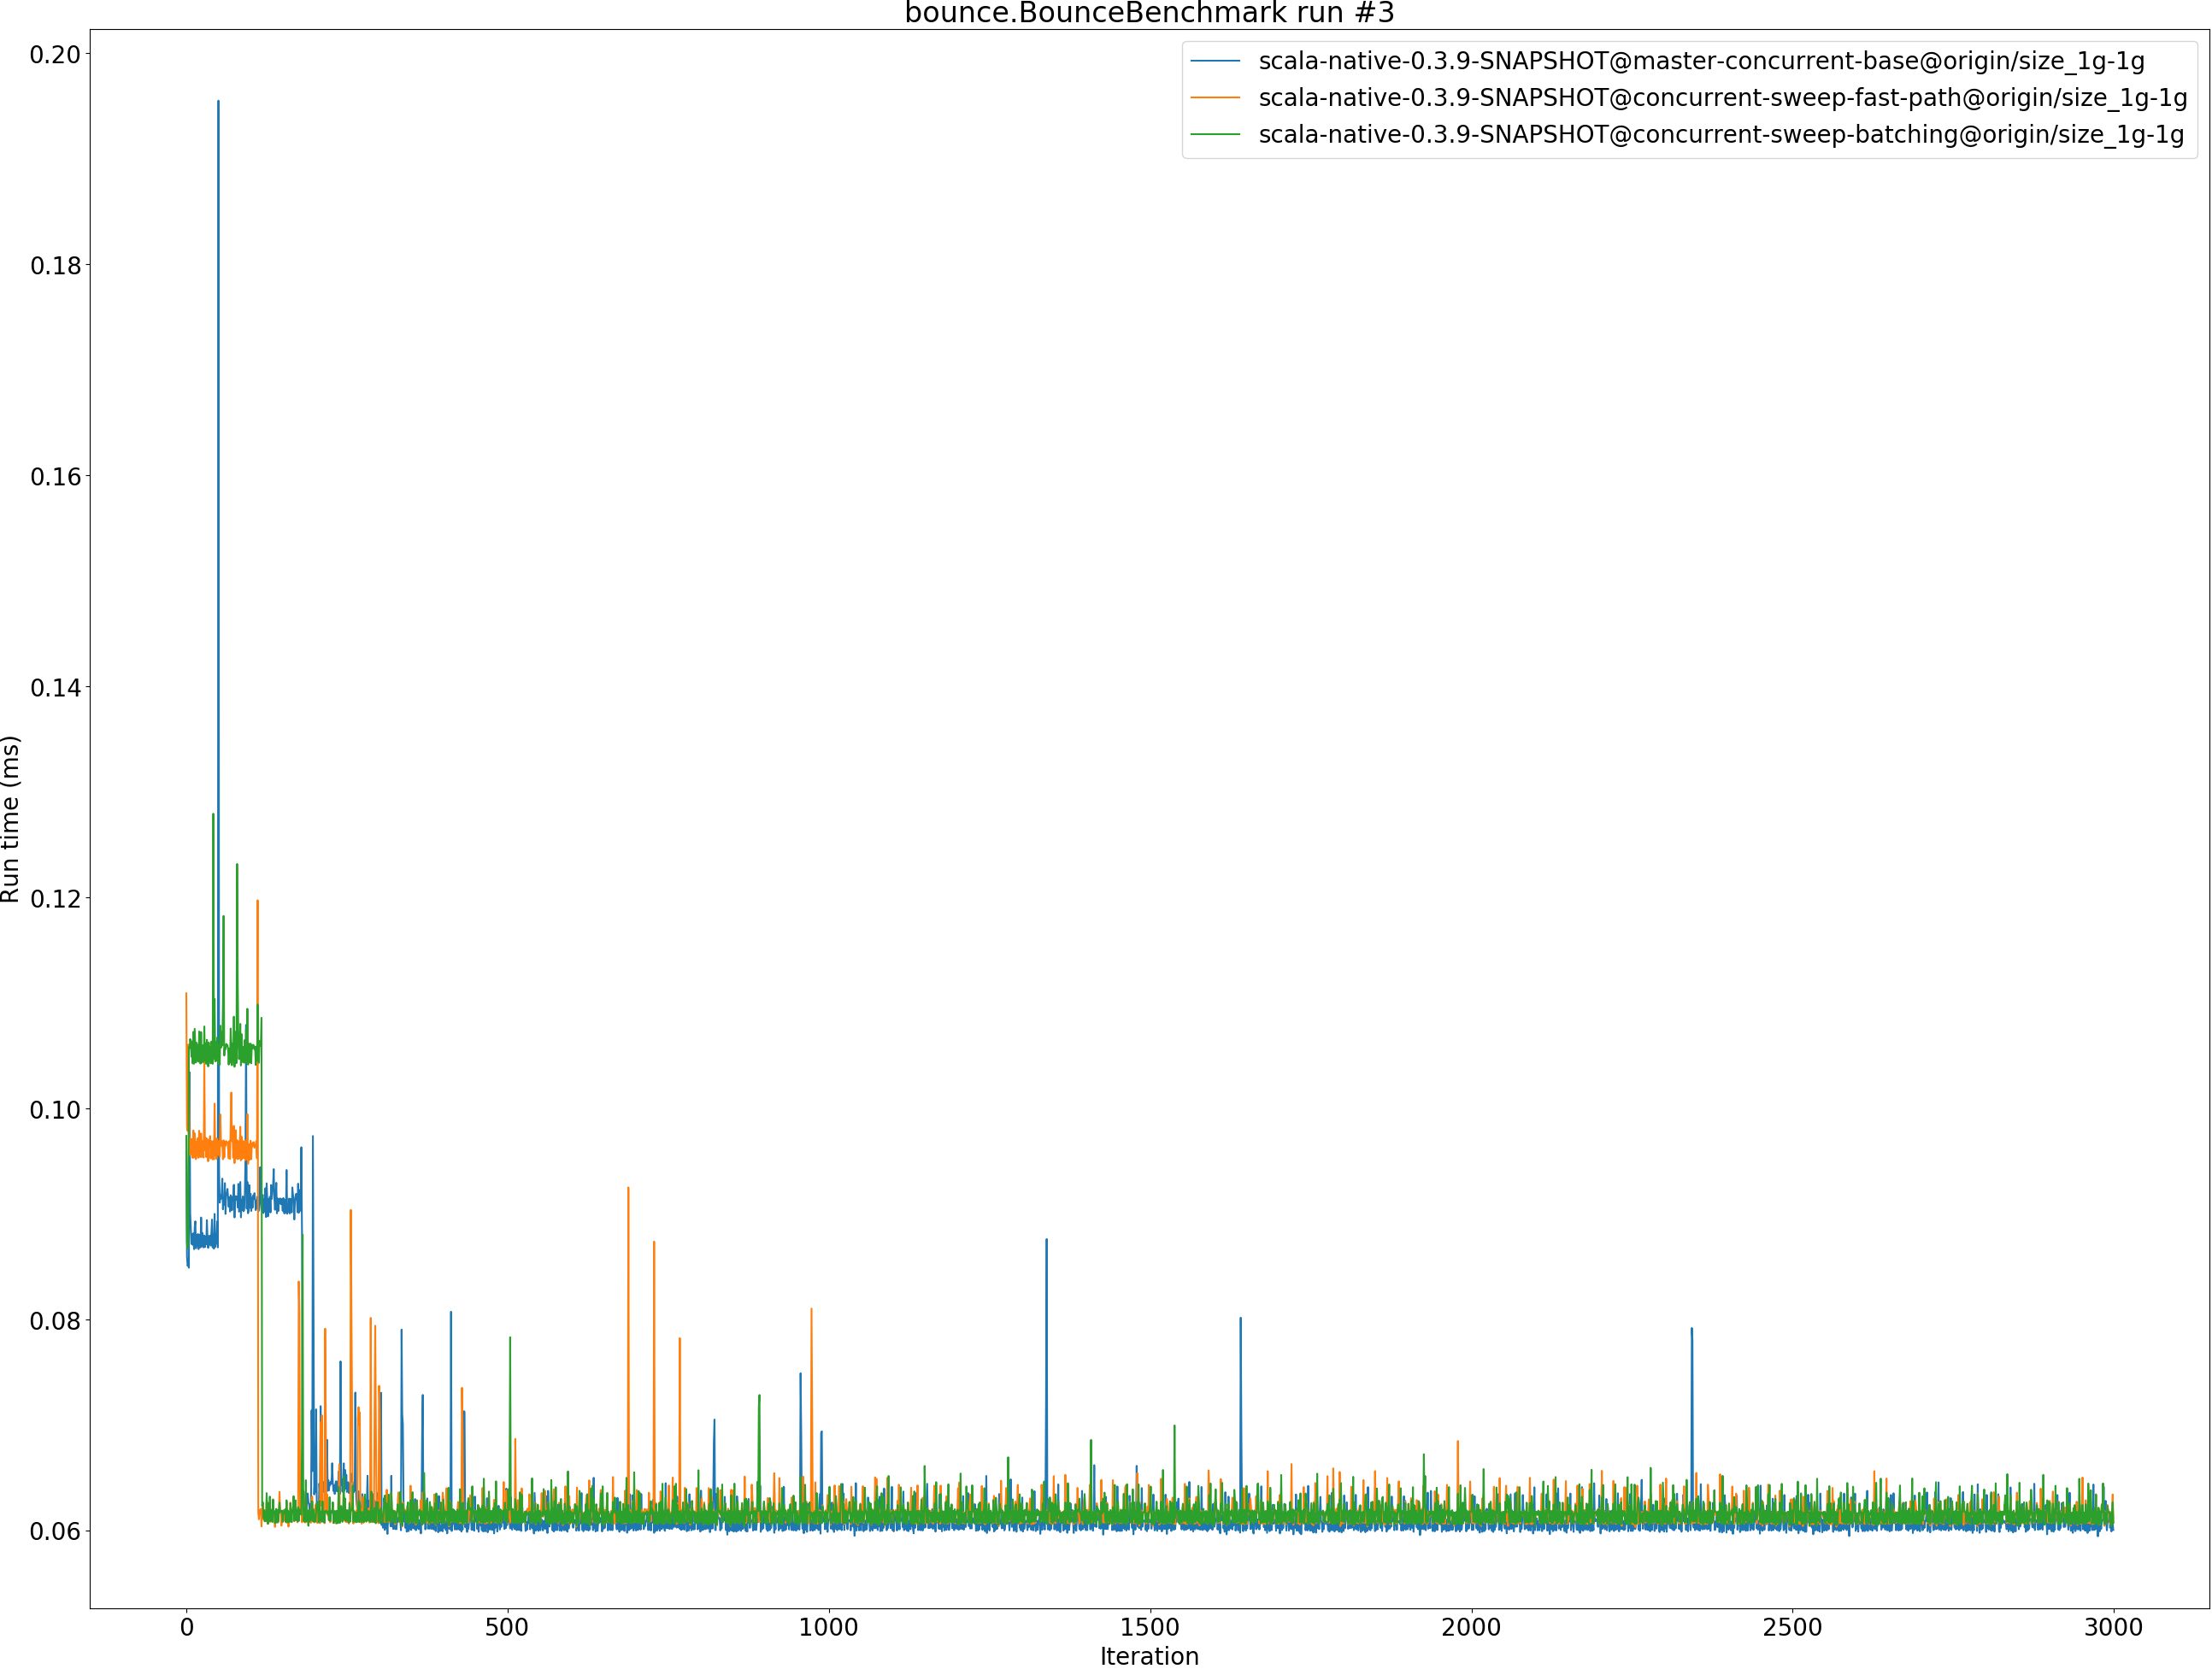 bounce.BounceBenchmark run #3
scala-native-0.3.9-SNAPSHOT@master-concurrent-base@origin/size_1g-1g
scala-native-0.3.9-SNAPSHOT@concurrent-sweep-fast-path@origin/size_1g-1g
scala-native-0.3.9-SNAPSHOT@concurrent-sweep-batching@origin/size_1g-1g
Run time (ms)
0.20
0.18
0.16
0.14
0.12
0.10
0.08
0.06
0 500 1000 1500 2000 2500 3000
Iteration